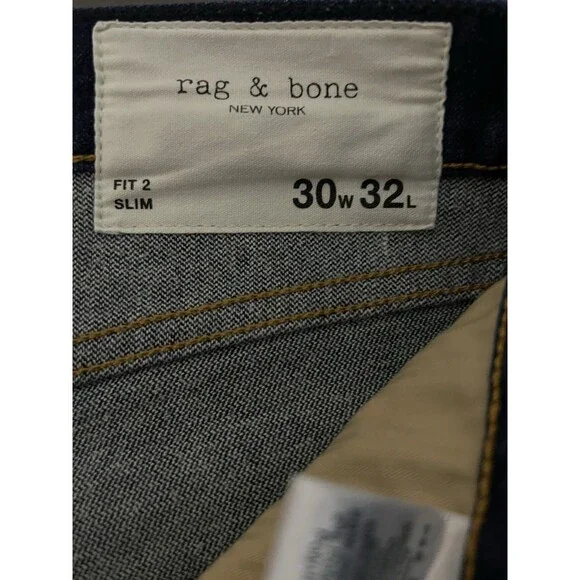 rag & bone
NEW YORK
FIT 2
SLIM
30W 32L